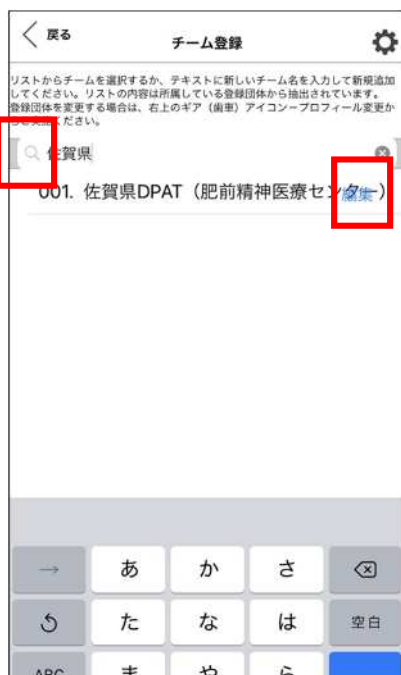 戻る
チーム登録
リストからチームを選択するか、テキストに新しいチーム名を入力して新規追加
してください。リストの内容は所属している登録団体から抽出されています。
登録団体を変更する場合は、右上のギア（歯車）アイコンープロフィール変更か
ください。
佐賀県
001. 佐賀県DPAT（肥前精神医療センター）
編集
→ あ か さ
た な は 空白
ABC ま や ら